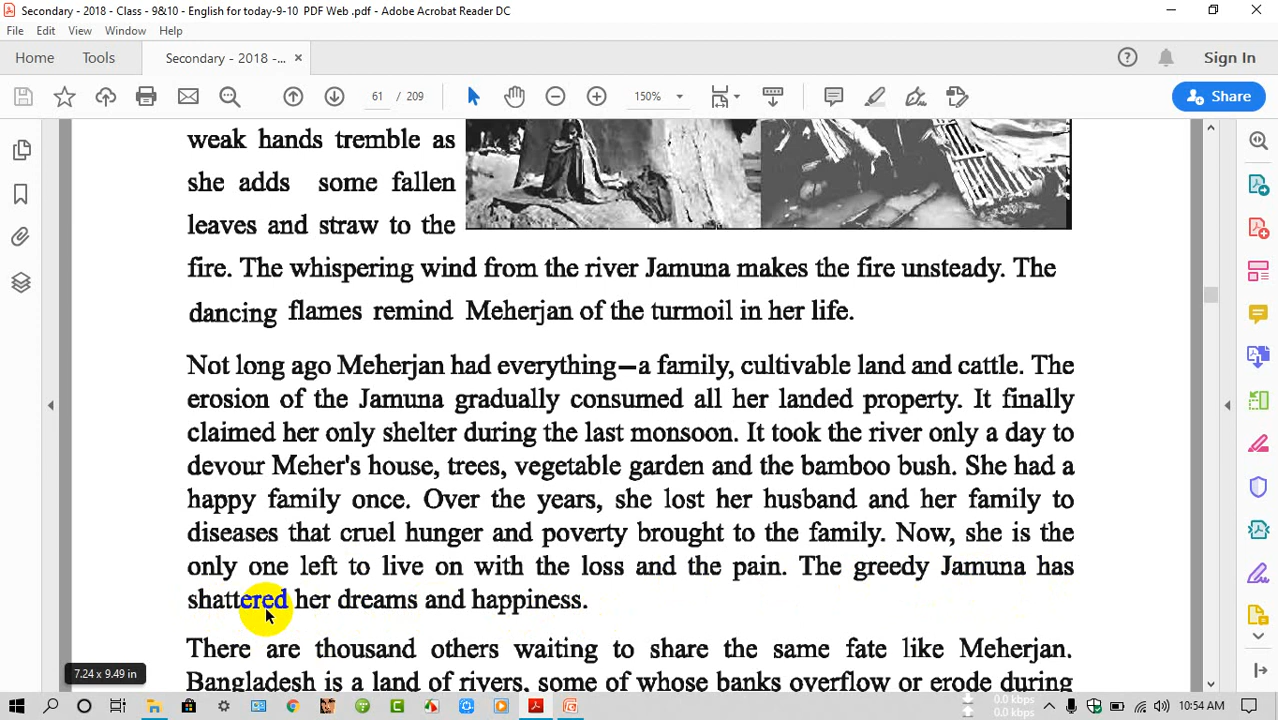 Secondary - 2018 - Class - 9&10 - English for today-9-10 PDF Web .pdf - Adobe Acrobat Reader DC
File Edit View Window Help
Home Tools Secondary - 2018 -... × Sign In
61 / 209 150% Share
weak hands tremble as
she adds some fallen
leaves and straw to the
fire. The whispering wind from the river Jamuna makes the fire unsteady. The
dancing flames remind Meherjan of the turmoil in her life.
Not long ago Meherjan had everything—a family, cultivable land and cattle. The
erosion of the Jamuna gradually consumed all her landed property. It finally
claimed her only shelter during the last monsoon. It took the river only a day to
devour Meher's house, trees, vegetable garden and the bamboo bush. She had a
happy family once. Over the years, she lost her husband and her family to
diseases that cruel hunger and poverty brought to the family. Now, she is the
only one left to live on with the loss and the pain. The greedy Jamuna has
shattered her dreams and happiness.
There are thousand others waiting to share the same fate like Meherjan.
Bangladesh is a land of rivers, some of whose banks overflow or erode during
7.24 x 9.49 in
0.0 kbps
0.0 kbps
10:54 AM